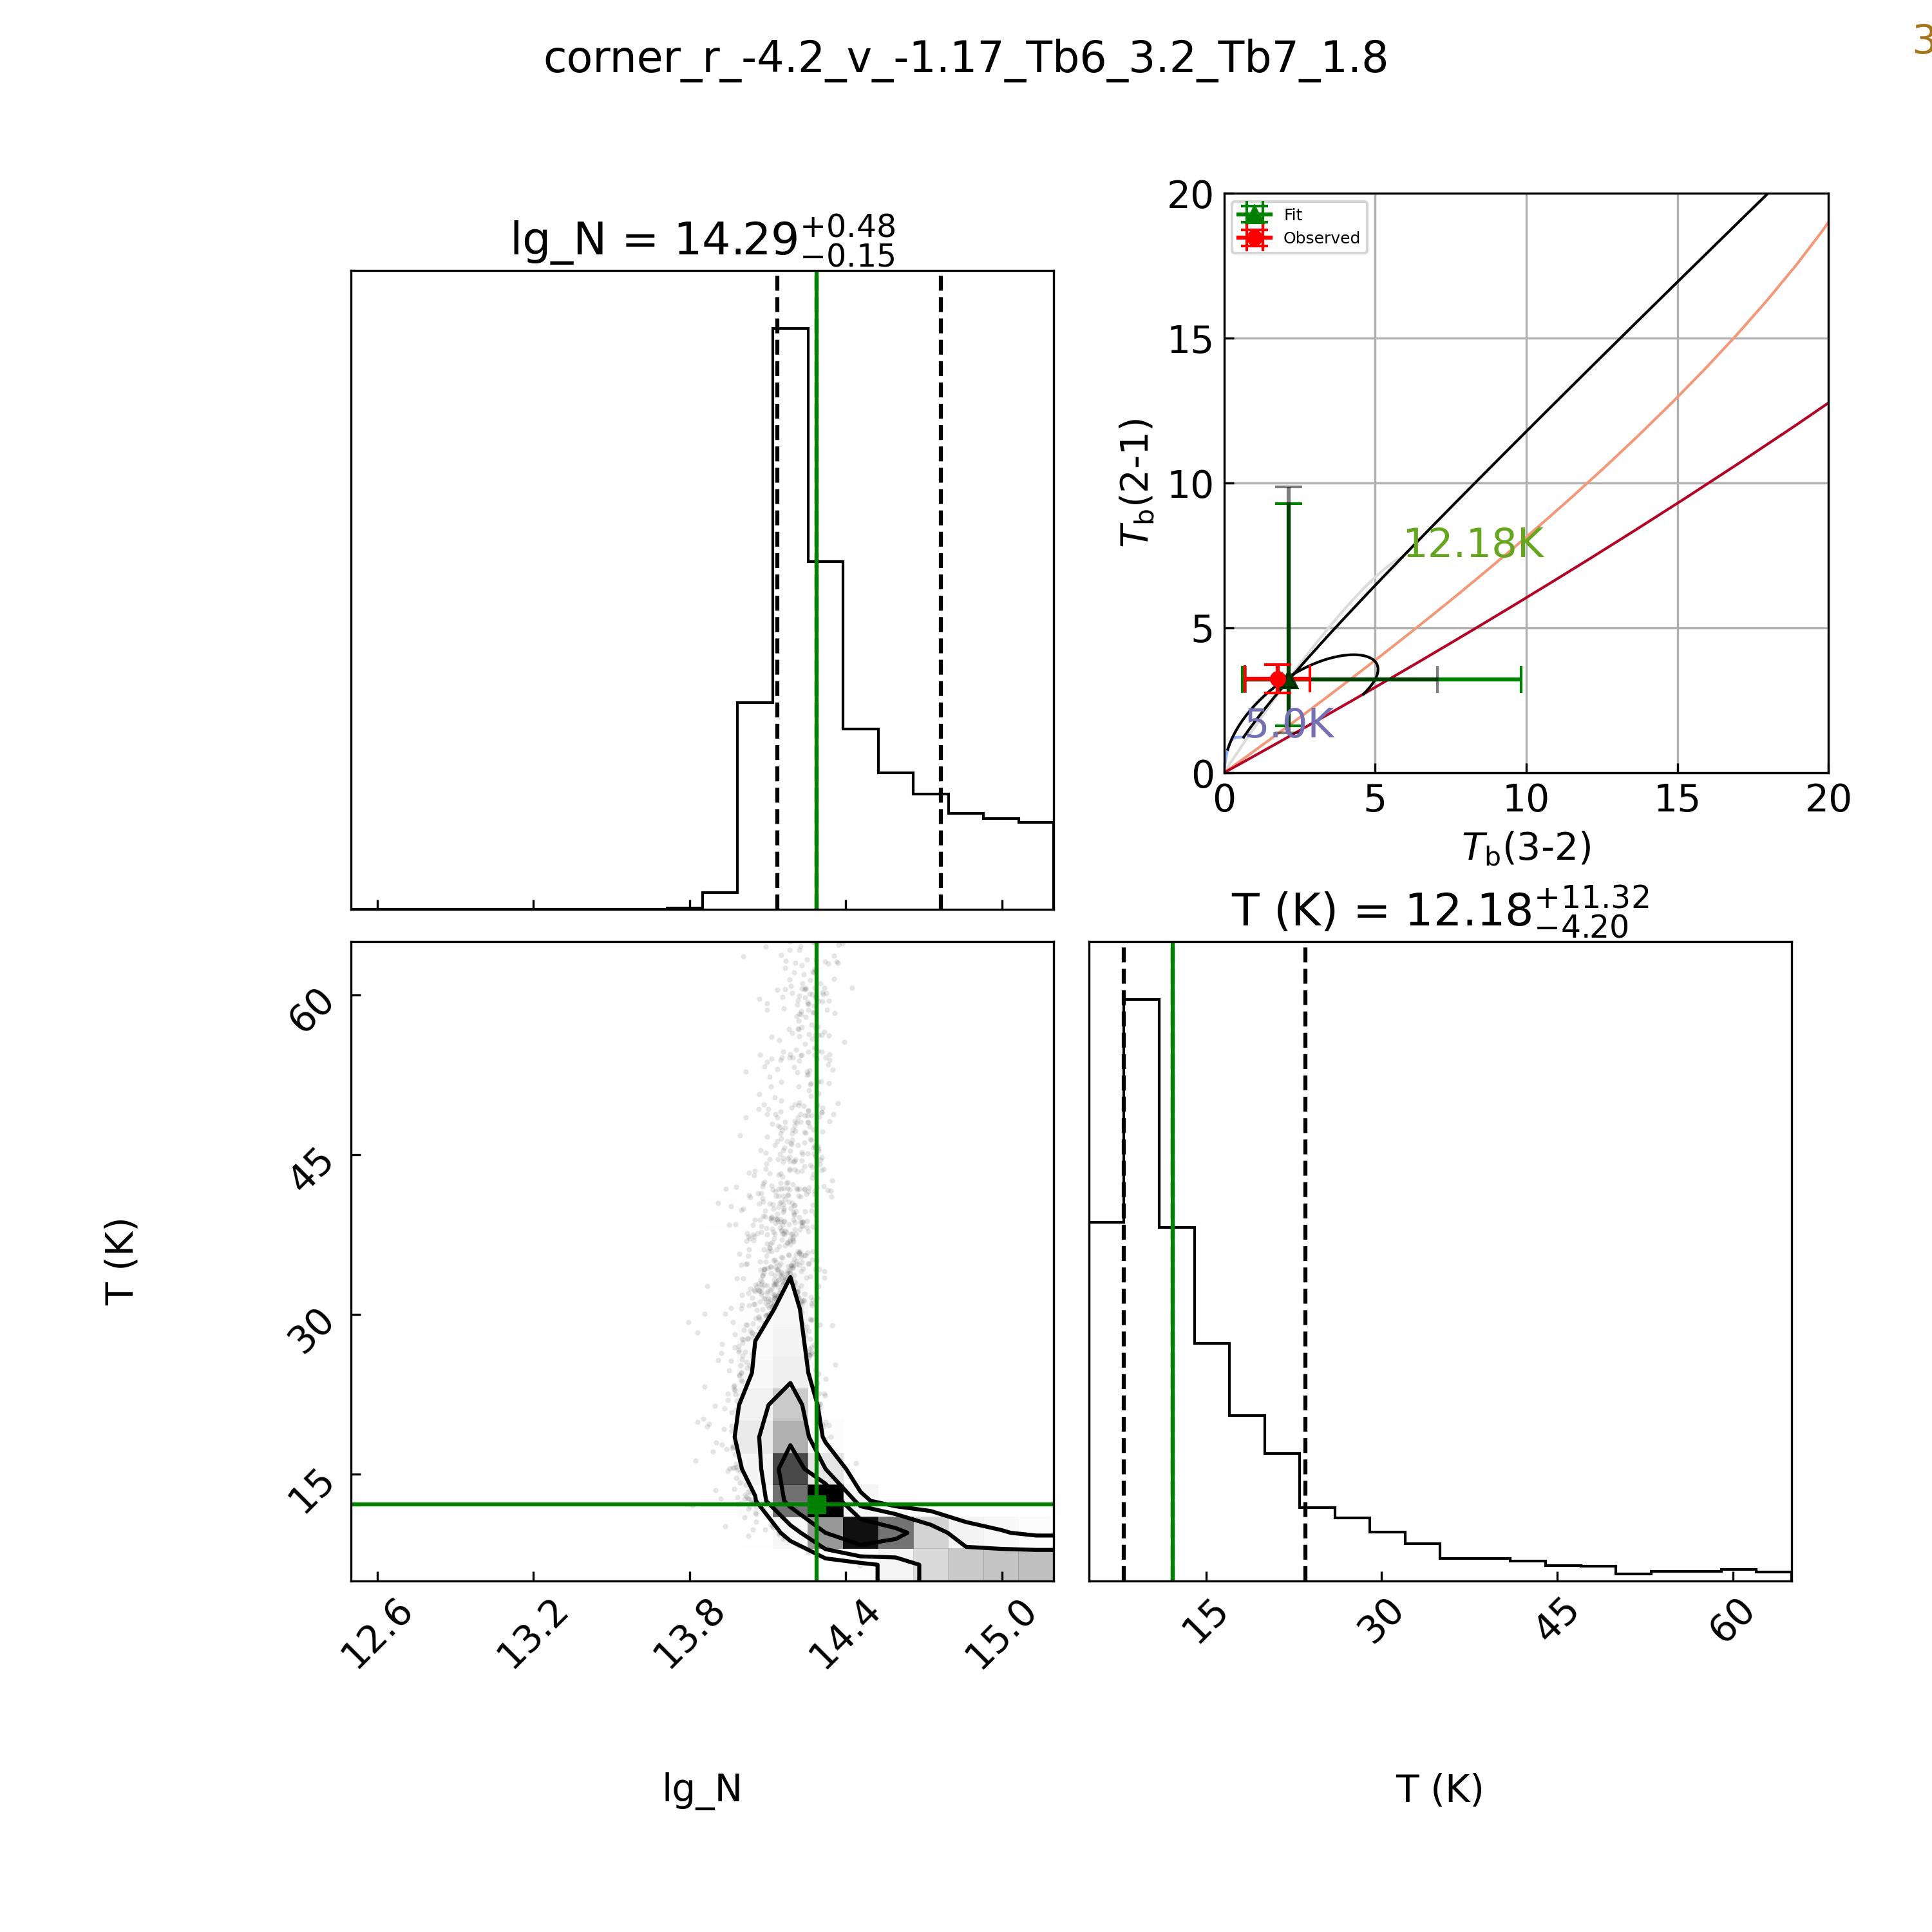 corner_r_-4.2_v_-1.17_Tb6_3.2_Tb7_1.8
3
lg_N = 14.29+0.48−0.15
20
15
10
5
0
Tb(2-1)
Fit
Observed
12.18K
5.0K
0 5 10 15 20
Tb(3-2)
T (K) = 12.18+11.32−4.20
60
45
30
15
T (K)
12.6 13.2 13.8 14.4 15.0
lg_N
15 30 45 60
T (K)